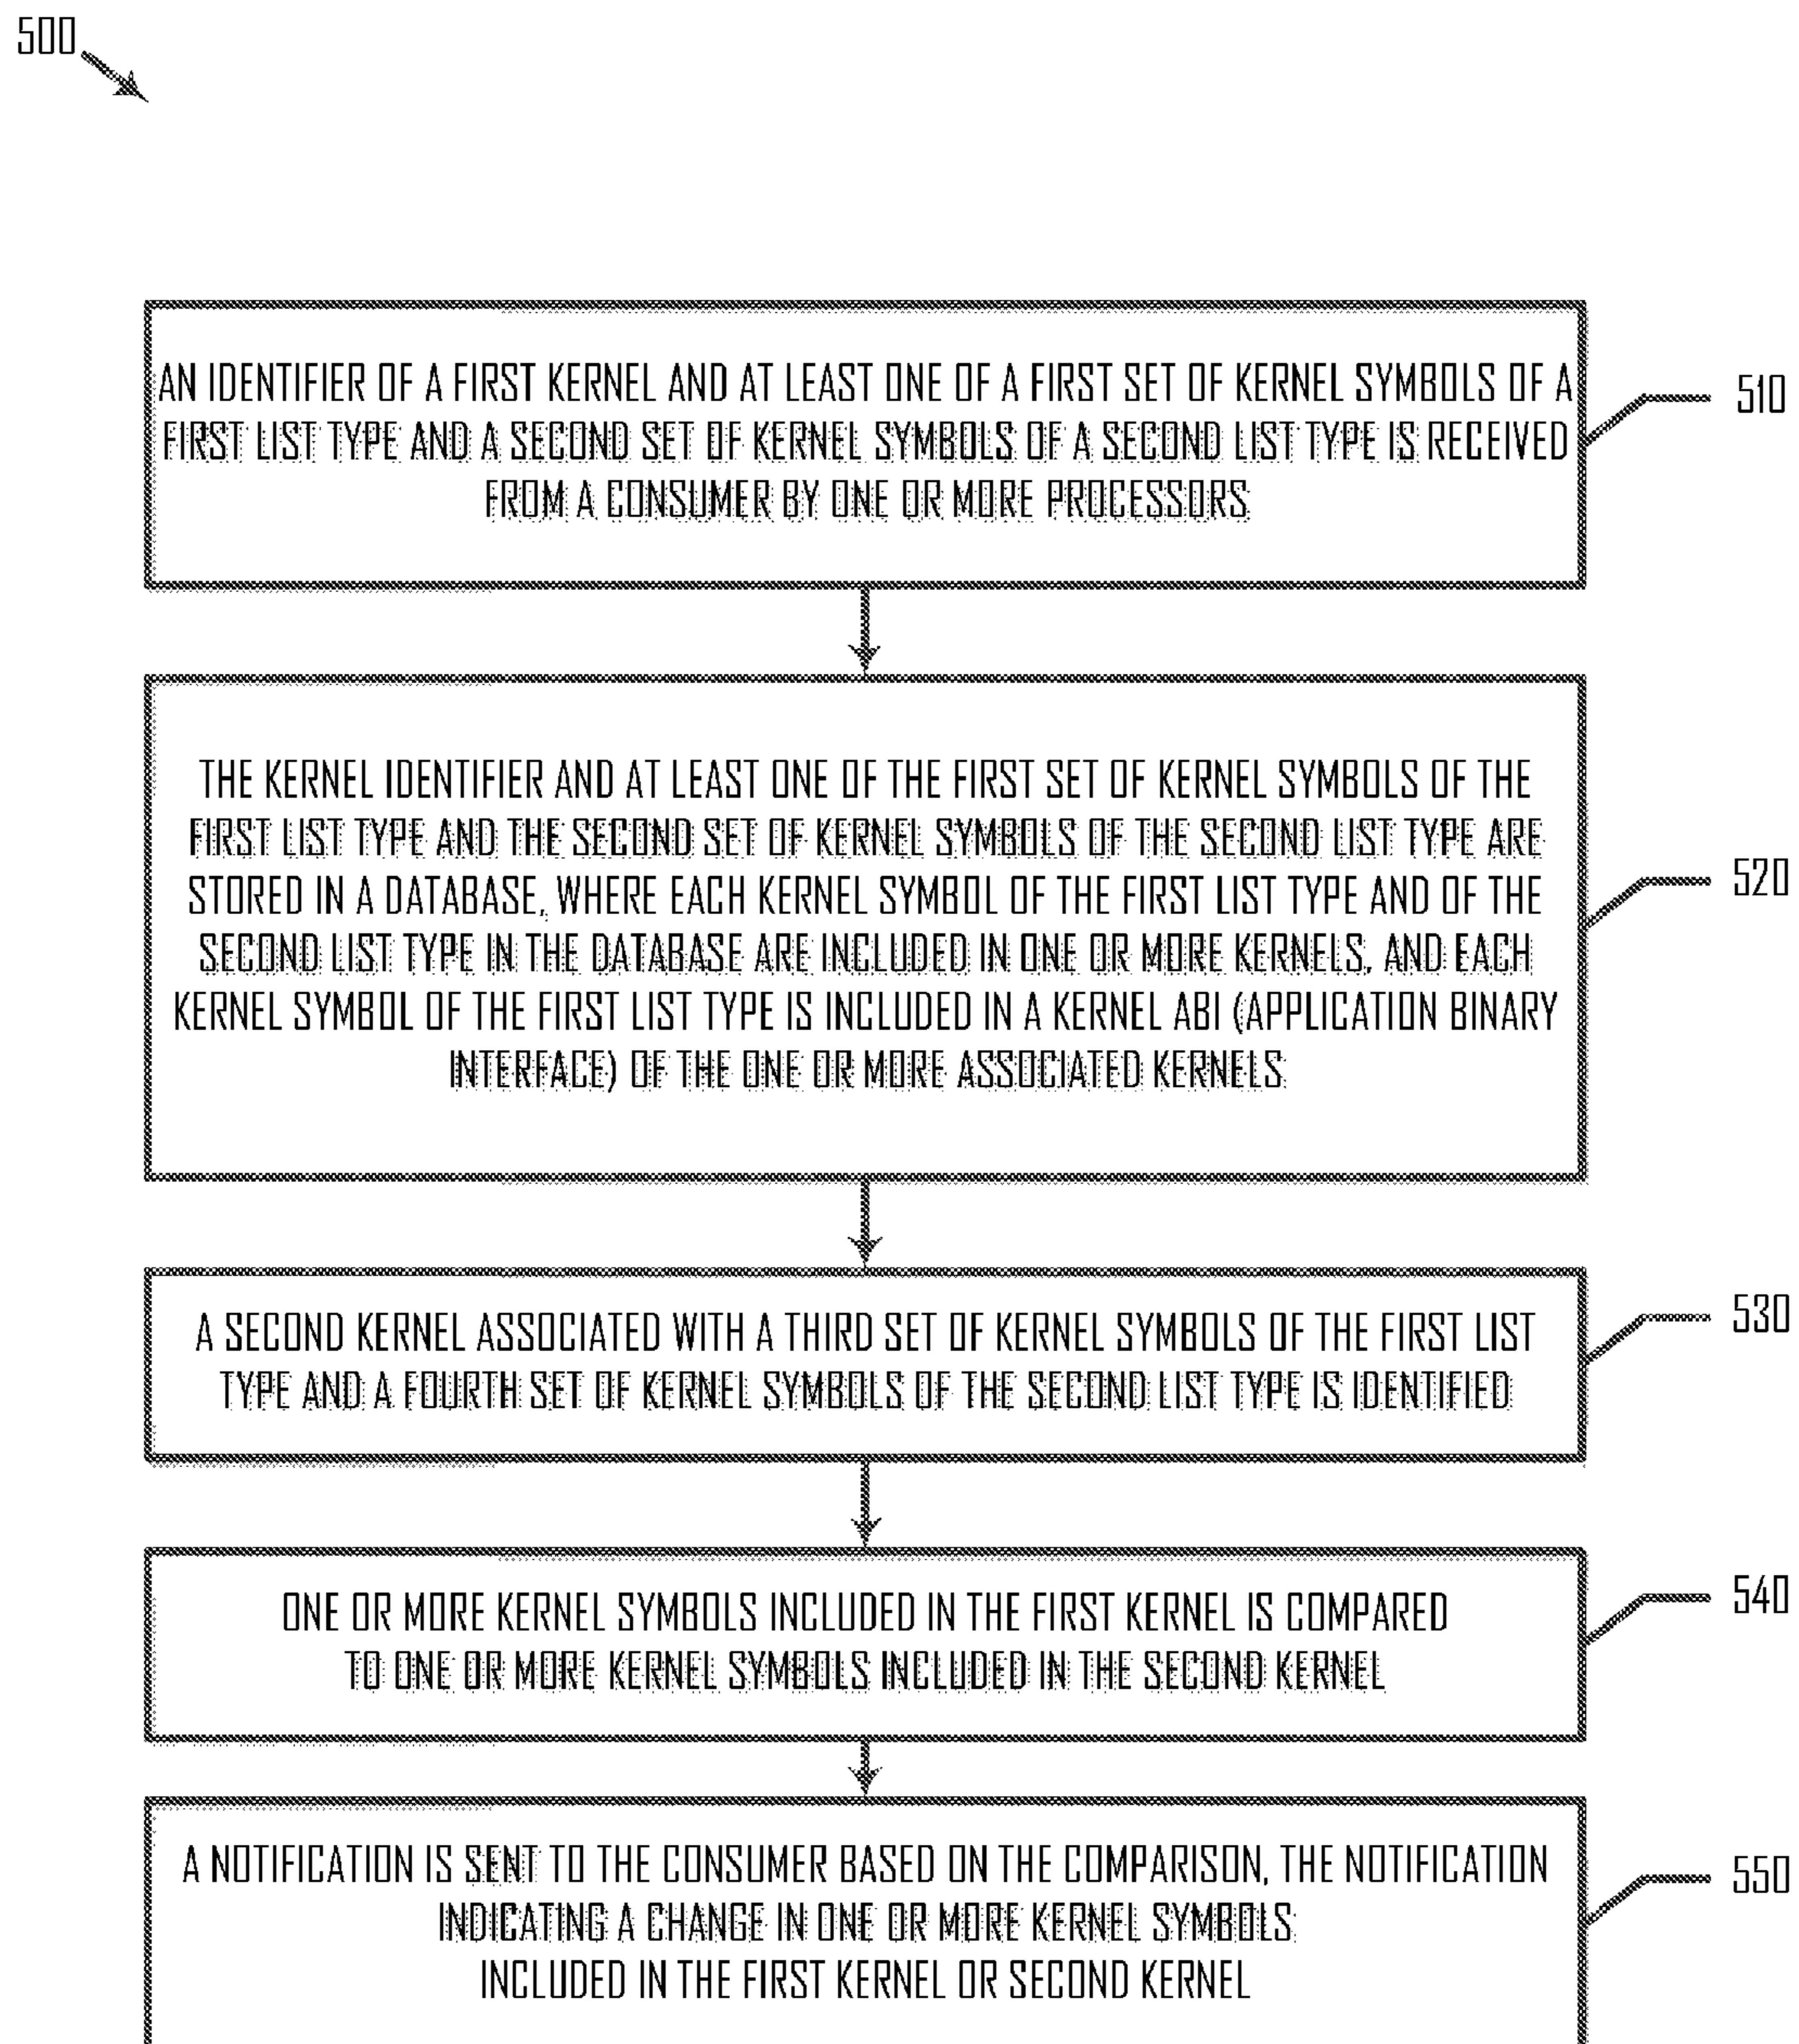 500
AN IDENTIFIER OF A FIRST KERNEL AND AT LEAST ONE OF A FIRST SET OF KERNEL SYMBOLS OF A
FIRST LIST TYPE AND A SECOND SET OF KERNEL SYMBOLS OF A SECOND LIST TYPE IS RECEIVED
FROM A CONSUMER BY ONE OR MORE PROCESSORS
510
THE KERNEL IDENTIFIER AND AT LEAST ONE OF THE FIRST SET OF KERNEL SYMBOLS OF THE
FIRST LIST TYPE AND THE SECOND SET OF KERNEL SYMBOLS OF THE SECOND LIST TYPE ARE
STORED IN A DATABASE, WHERE EACH KERNEL SYMBOL OF THE FIRST LIST TYPE AND OF THE
SECOND LIST TYPE IN THE DATABASE ARE INCLUDED IN ONE OR MORE KERNELS, AND EACH
KERNEL SYMBOL OF THE FIRST LIST TYPE IS INCLUDED IN A KERNEL ABI (APPLICATION BINARY
INTERFACE) OF THE ONE OR MORE ASSOCIATED KERNELS
520
A SECOND KERNEL ASSOCIATED WITH A THIRD SET OF KERNEL SYMBOLS OF THE FIRST LIST
TYPE AND A FOURTH SET OF KERNEL SYMBOLS OF THE SECOND LIST TYPE IS IDENTIFIED
530
ONE OR MORE KERNEL SYMBOLS INCLUDED IN THE FIRST KERNEL IS COMPARED
TO ONE OR MORE KERNEL SYMBOLS INCLUDED IN THE SECOND KERNEL
540
A NOTIFICATION IS SENT TO THE CONSUMER BASED ON THE COMPARISON, THE NOTIFICATION
INDICATING A CHANGE IN ONE OR MORE KERNEL SYMBOLS
INCLUDED IN THE FIRST KERNEL OR SECOND KERNEL
550